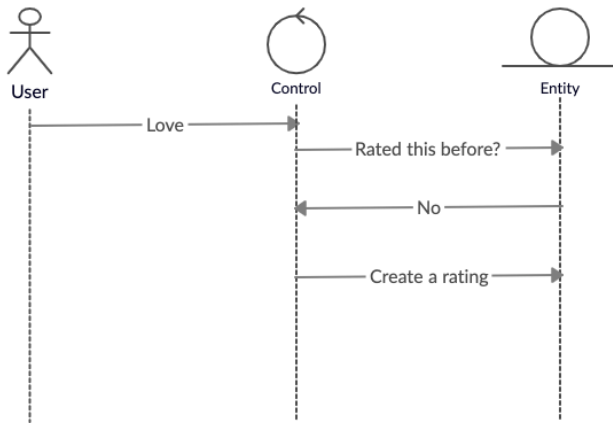 User
Control
Entity
Love
Rated this before?
No
Create a rating